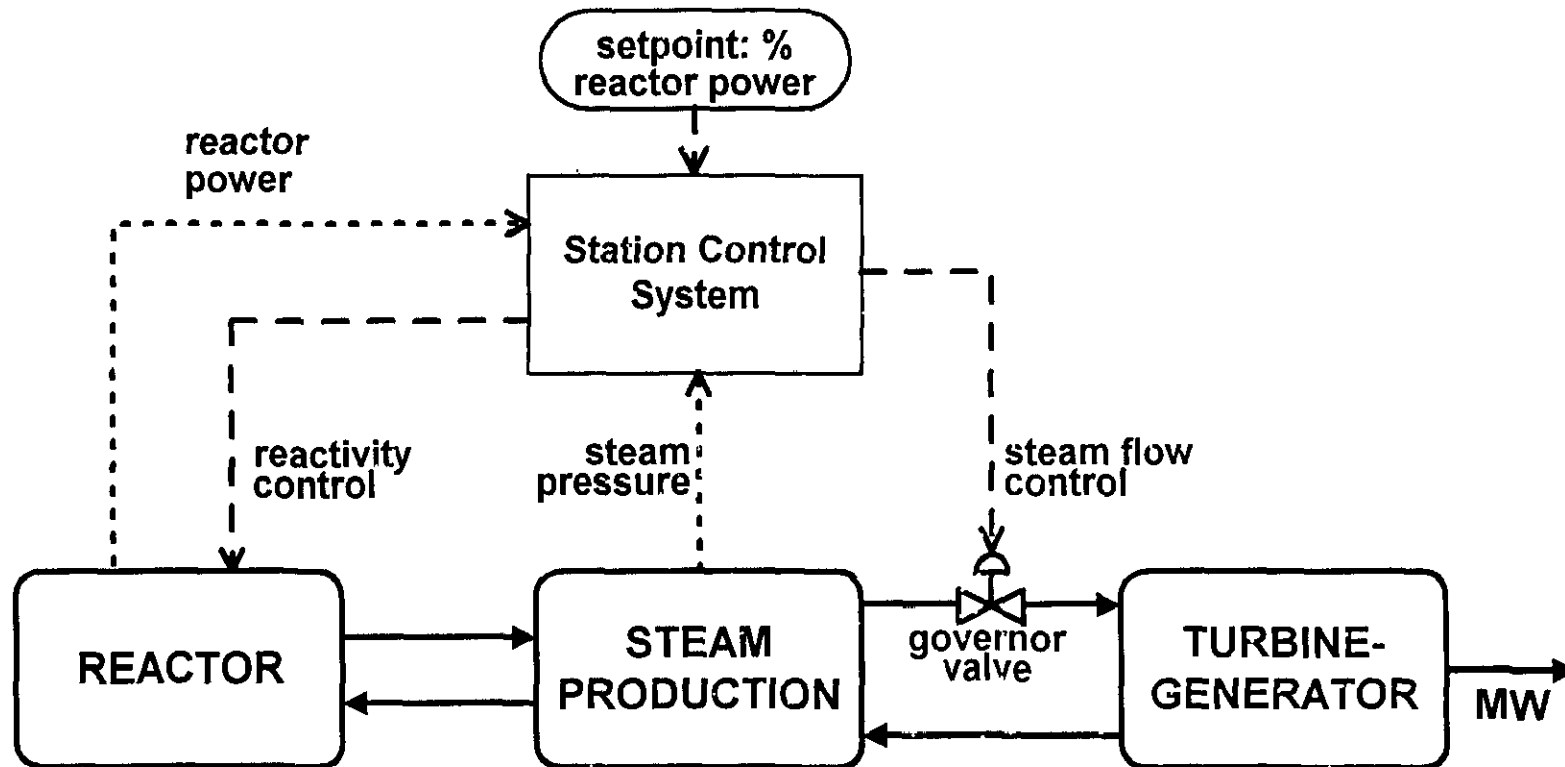 setpoint: %
reactor power
reactor
power
Station Control
System
reactivity
control
steam
pressure
steam flow
control
REACTOR
STEAM
PRODUCTION
governor
valve
TURBINE-
GENERATOR
MW